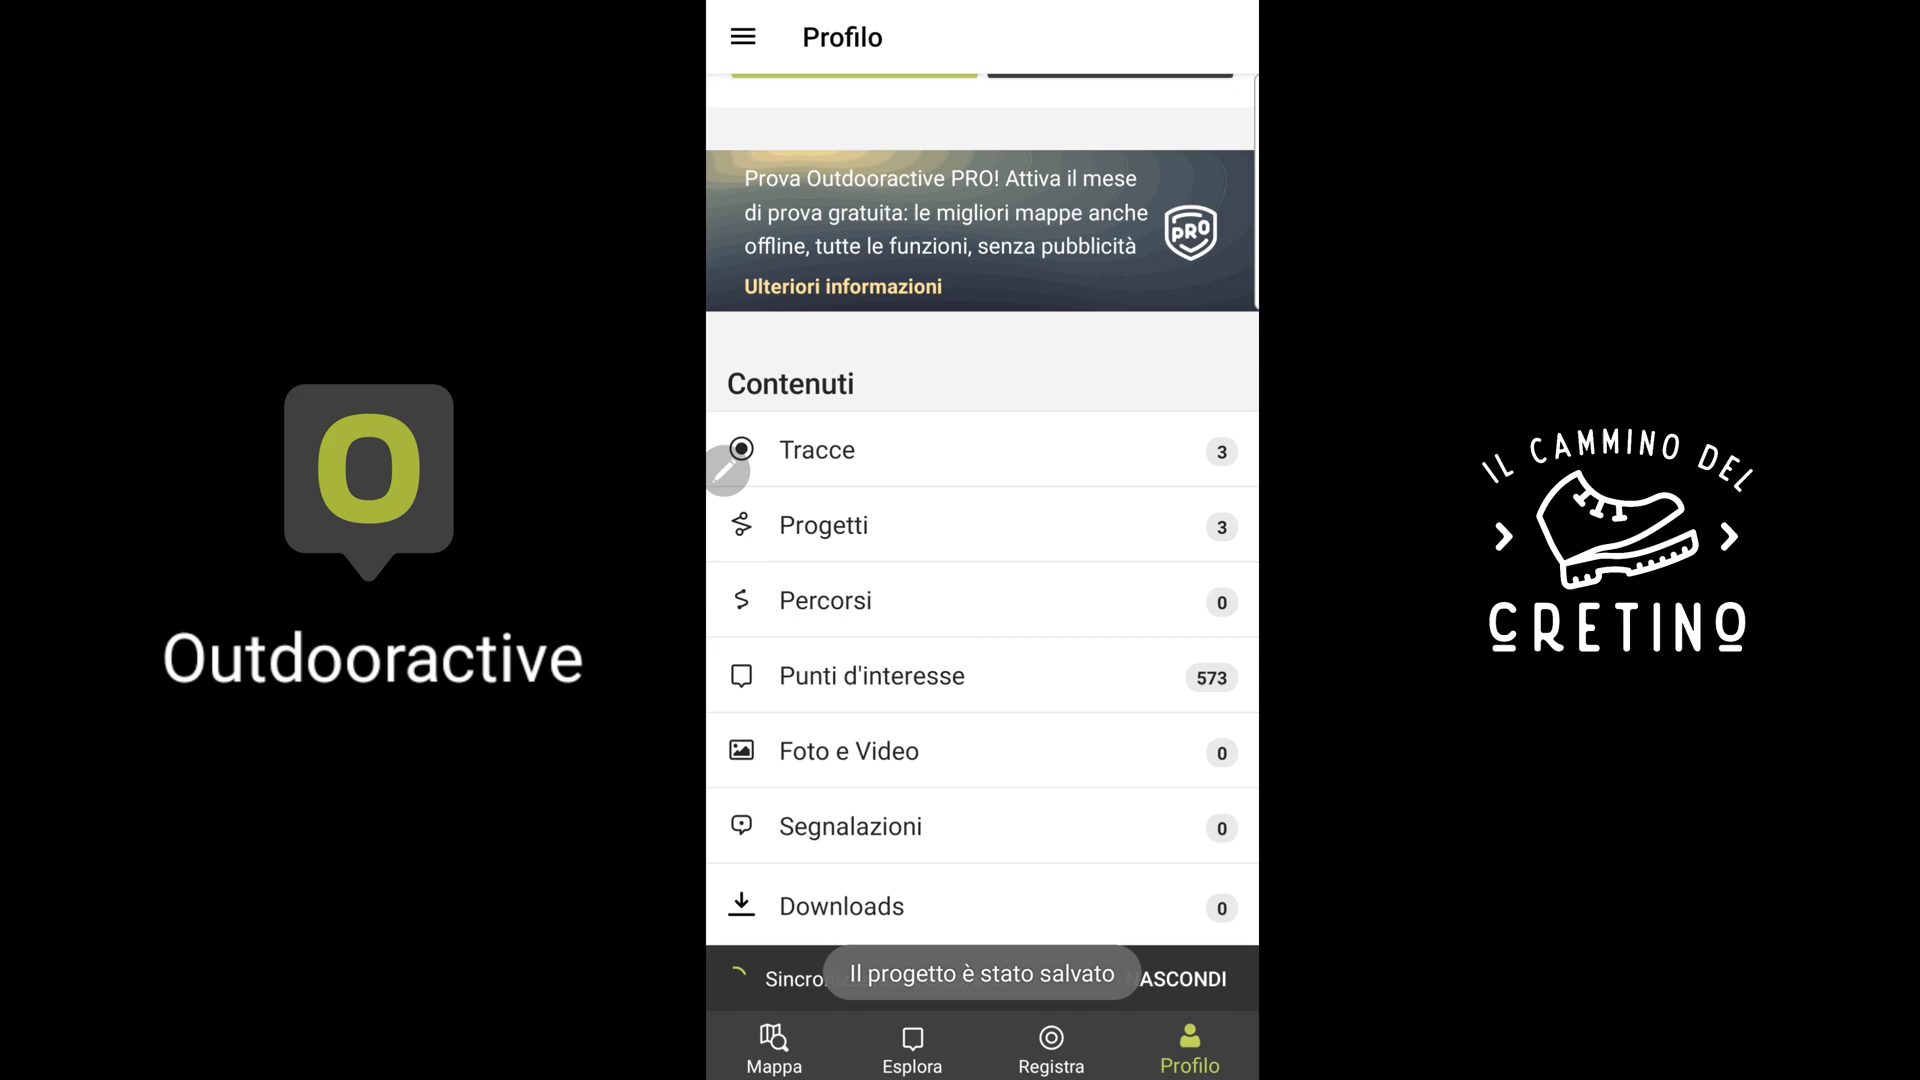 Profilo
Prova Outdooractive PRO! Attiva il mese
di prova gratuita: le migliori mappe anche
offline, tutte le funzioni, senza pubblicità
PRO
Ulteriori informazioni
Contenuti
Tracce 3
Progetti 3
Percorsi 0
Punti d'interesse 573
Foto e Video 0
Segnalazioni 0
Downloads 0
Il progetto è stato salvato
Mappa
Esplora
Registra
Profilo
O
Outdooractive
IL CAMMINO DEL
CRETINO